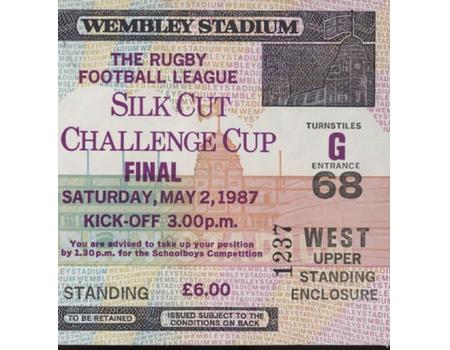 WEMBLEY STADIUM
THE RUGBY
FOOTBALL LEAGUE
SILK CUT
CHALLENGE CUP
FINAL
SATURDAY, MAY 2, 1987
KICK-OFF 3.00p.m.
You are advised to take up your position
by 1.30p.m. for the Schoolboys Competition
STANDING £6.00
TO BE RETAINED
ISSUED SUBJECT TO THE
CONDITIONS ON BACK
TURNSTILES
G
ENTRANCE
68
1237
WEST
UPPER
STANDING
ENCLOSURE